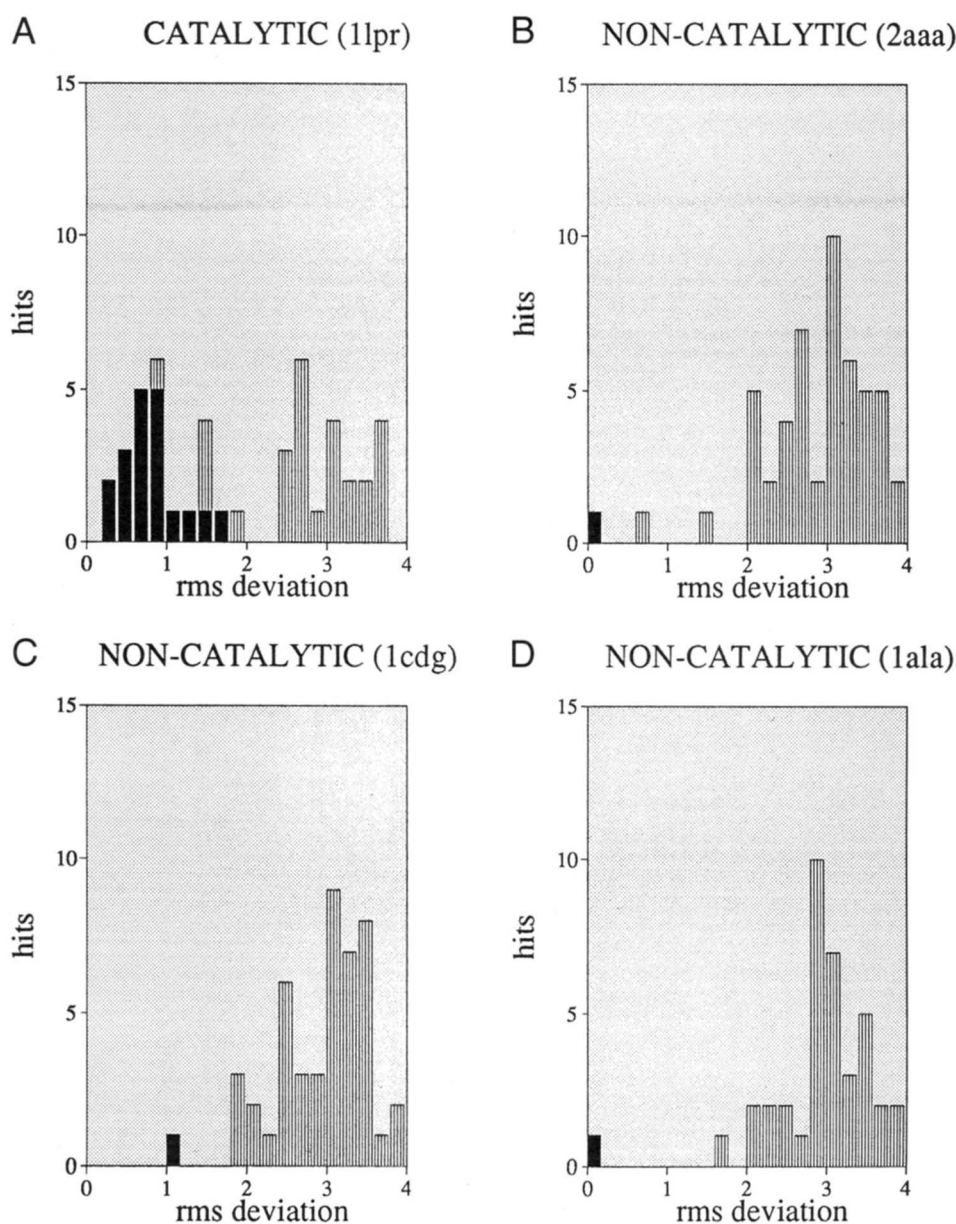 A CATALYTIC (1lpr)
15
10
5
0
hits
0 1 2 3 4
rms deviation
B NON-CATALYTIC (2aaa)
15
10
5
0
hits
0 1 2 3 4
rms deviation
C NON-CATALYTIC (1cdg)
15
10
5
0
hits
0 1 2 3 4
rms deviation
D NON-CATALYTIC (1ala)
15
10
5
0
hits
0 1 2 3 4
rms deviation